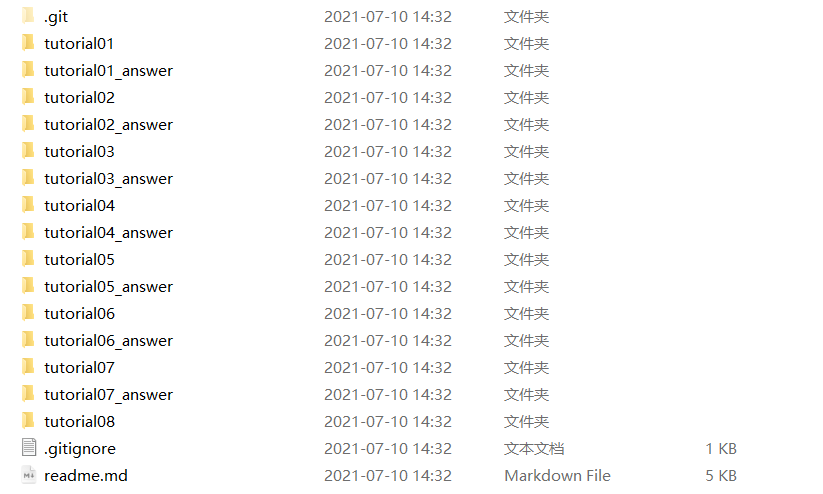 .git 2021-07-10 14:32 文件夹
tutorial01 2021-07-10 14:32 文件夹
tutorial01_answer 2021-07-10 14:32 文件夹
tutorial02 2021-07-10 14:32 文件夹
tutorial02_answer 2021-07-10 14:32 文件夹
tutorial03 2021-07-10 14:32 文件夹
tutorial03_answer 2021-07-10 14:32 文件夹
tutorial04 2021-07-10 14:32 文件夹
tutorial04_answer 2021-07-10 14:32 文件夹
tutorial05 2021-07-10 14:32 文件夹
tutorial05_answer 2021-07-10 14:32 文件夹
tutorial06 2021-07-10 14:32 文件夹
tutorial06_answer 2021-07-10 14:32 文件夹
tutorial07 2021-07-10 14:32 文件夹
tutorial07_answer 2021-07-10 14:32 文件夹
tutorial08 2021-07-10 14:32 文件夹
.gitignore 2021-07-10 14:32 文本文档 1 KB
readme.md 2021-07-10 14:32 Markdown File 5 KB